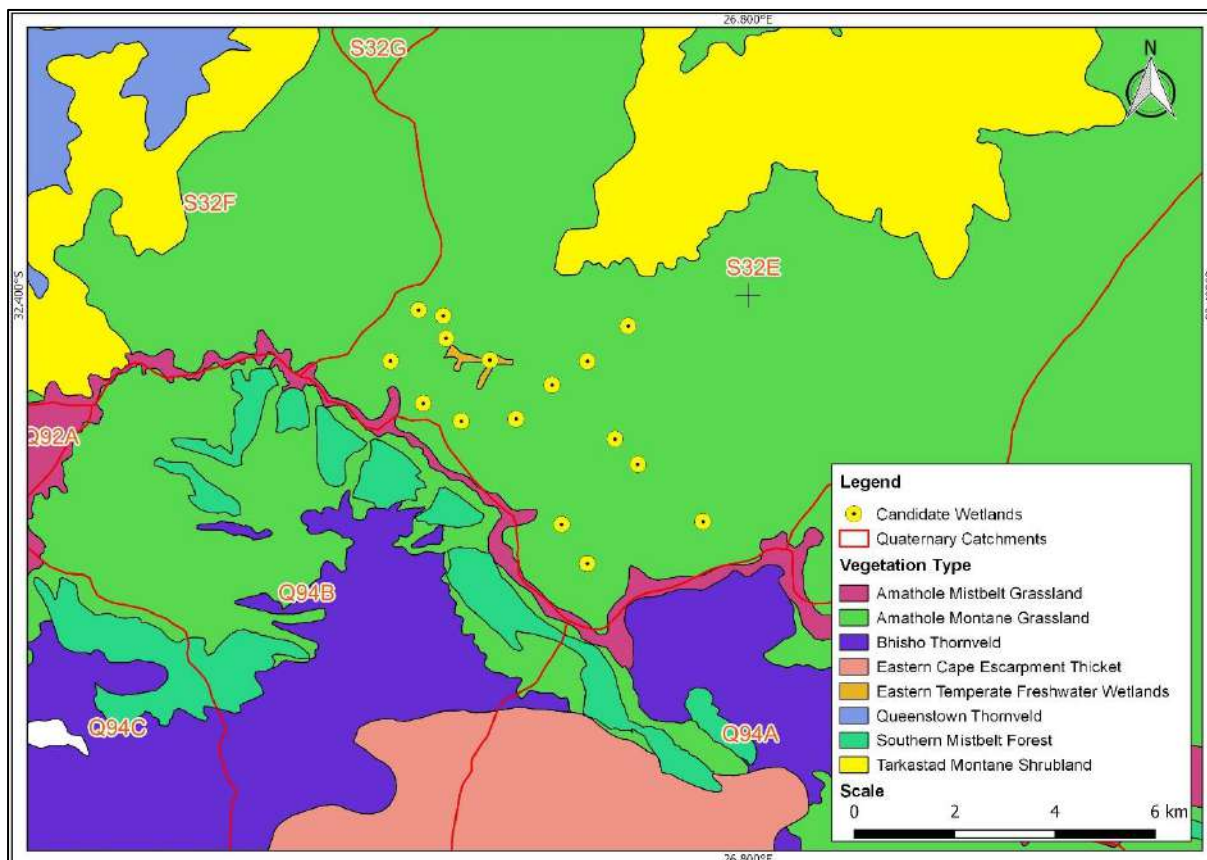 26.800°E
S32G
N
S32F
S32E
32.400°S
Q92A
Q94B
Q94C
Q94A
Legend
Candidate Wetlands
Quaternary Catchments
Vegetation Type
Amathole Mistbelt Grassland
Amathole Montane Grassland
Bhisho Thornveld
Eastern Cape Escarpment Thicket
Eastern Temperate Freshwater Wetlands
Queenstown Thornveld
Southern Mistbelt Forest
Tarkastad Montane Shrubland
Scale
0 2 4 6 km
26.800°E